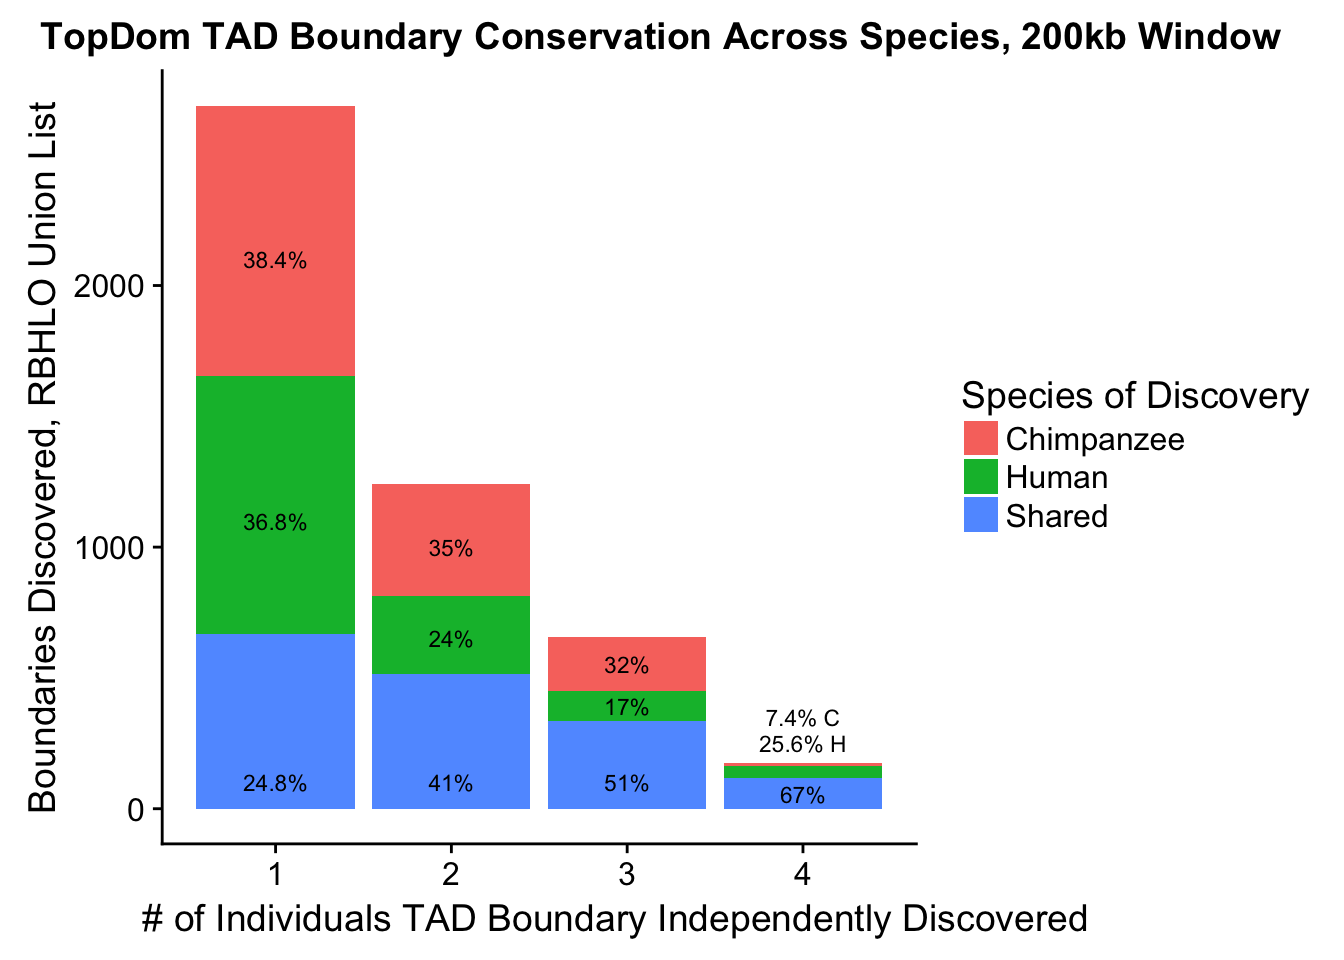 TopDom TAD Boundary Conservation Across Species, 200kb Window
Boundaries Discovered, RBHLO Union List
2000
1000
0
38.4%
36.8%
24.8%
35%
24%
41%
32%
17%
51%
7.4% C
25.6% H
67%
1
2
3
4
# of Individuals TAD Boundary Independently Discovered
Species of Discovery
Chimpanzee
Human
Shared